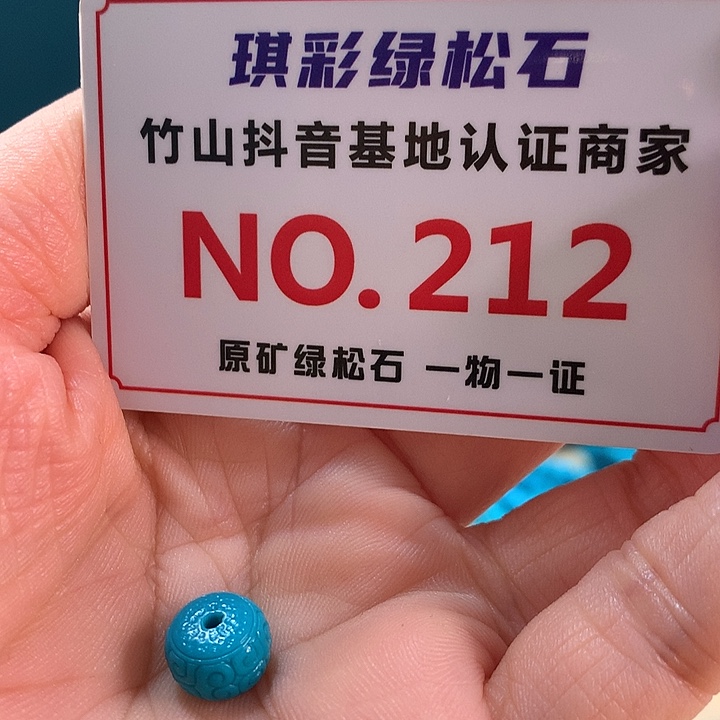 琪彩绿松石
竹山抖音基地认证商家
NO.212
原矿绿松石 一物一证